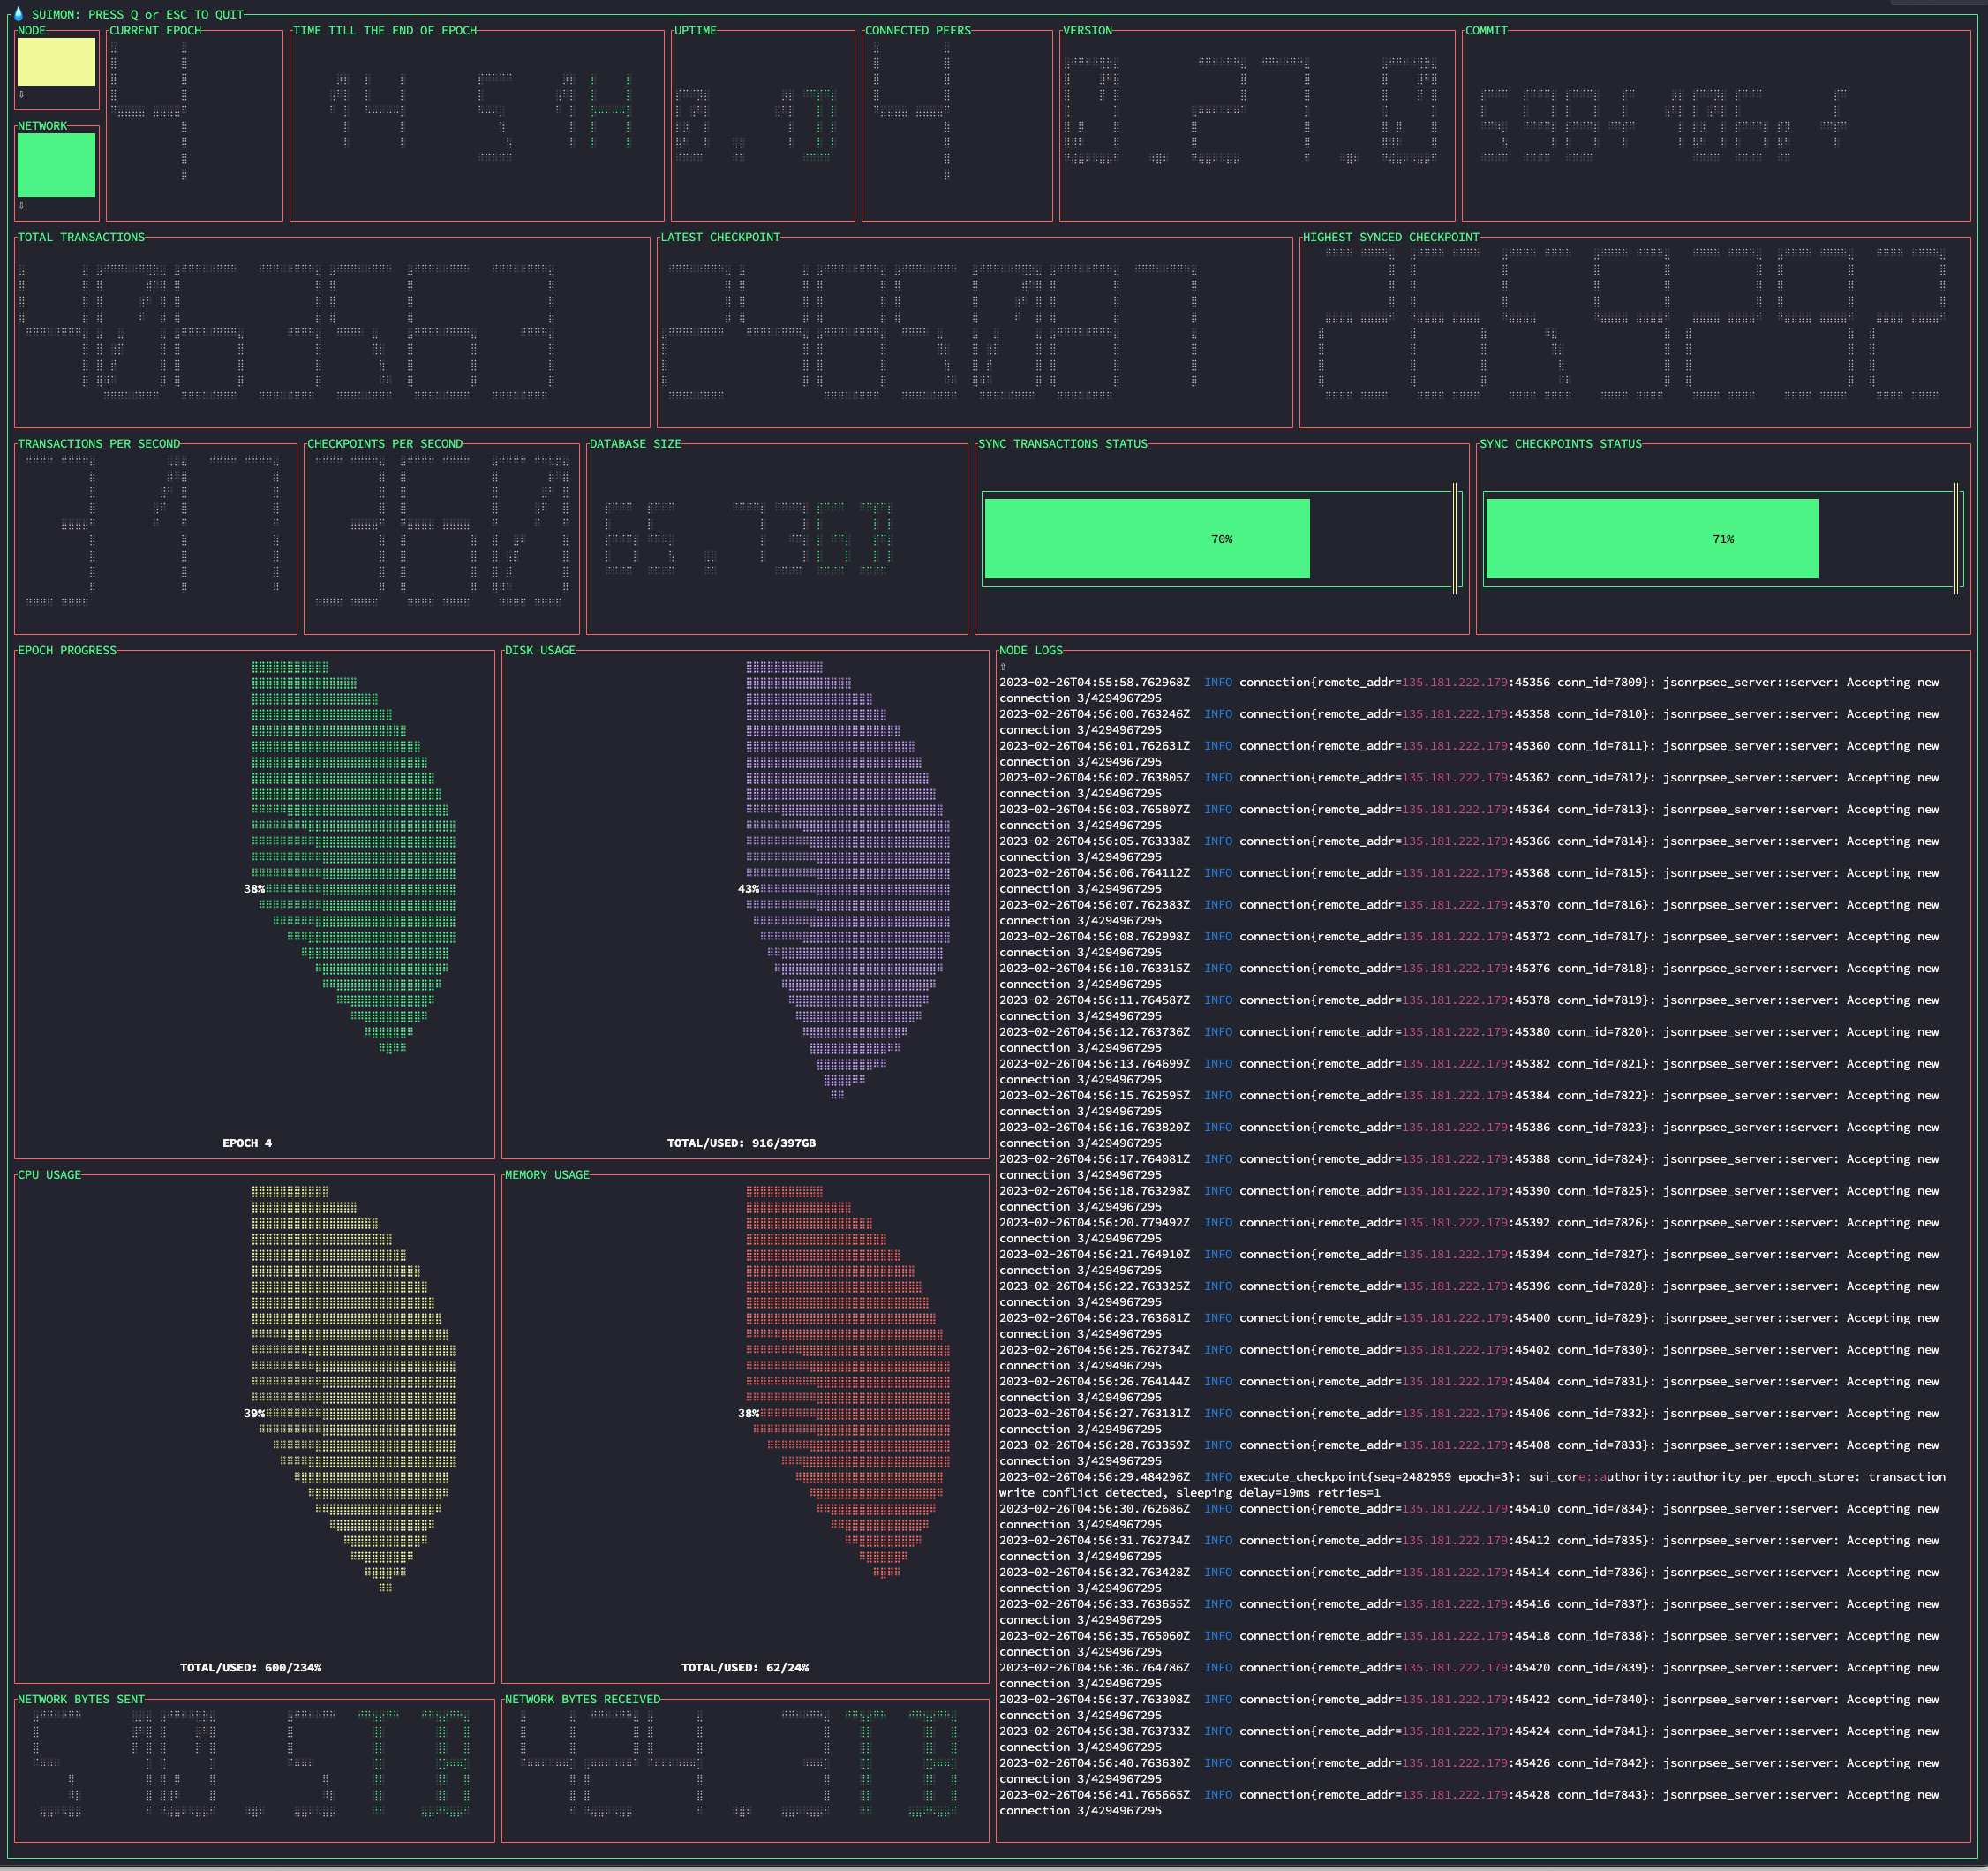 💧 SUIMON: PRESS Q or ESC TO QUIT
NODE
⇩
NETWORK
⇩
CURRENT EPOCH
4
TIME TILL THE END OF EPOCH
14 51H
UPTIME
0.1D
CONNECTED PEERS
4
VERSION
0.27.0
COMMIT
TOTAL TRANSACTIONS
LATEST CHECKPOINT
HIGHEST SYNCED CHECKPOINT
TRANSACTIONS PER SECOND
317
CHECKPOINTS PER SECOND
DATABASE SIZE
SYNC TRANSACTIONS STATUS
70%
SYNC CHECKPOINTS STATUS
71%
EPOCH PROGRESS
38%
EPOCH 4
DISK USAGE
43%
TOTAL/USED: 916/397GB
CPU USAGE
39%
TOTAL/USED: 600/234%
MEMORY USAGE
38%
TOTAL/USED: 62/24%
NETWORK BYTES SENT
NETWORK BYTES RECEIVED
NODE LOGS
⇧
2023-02-26T04:55:58.762968Z  INFO connection{remote_addr=135.181.222.179:45356 conn_id=7809}: jsonrpsee_server::server: Accepting new
connection 3/4294967295
2023-02-26T04:56:00.763246Z  INFO connection{remote_addr=135.181.222.179:45358 conn_id=7810}: jsonrpsee_server::server: Accepting new
connection 3/4294967295
2023-02-26T04:56:01.762631Z  INFO connection{remote_addr=135.181.222.179:45360 conn_id=7811}: jsonrpsee_server::server: Accepting new
connection 3/4294967295
2023-02-26T04:56:02.763805Z  INFO connection{remote_addr=135.181.222.179:45362 conn_id=7812}: jsonrpsee_server::server: Accepting new
connection 3/4294967295
2023-02-26T04:56:03.765807Z  INFO connection{remote_addr=135.181.222.179:45364 conn_id=7813}: jsonrpsee_server::server: Accepting new
connection 3/4294967295
2023-02-26T04:56:05.763338Z  INFO connection{remote_addr=135.181.222.179:45366 conn_id=7814}: jsonrpsee_server::server: Accepting new
connection 3/4294967295
2023-02-26T04:56:06.764112Z  INFO connection{remote_addr=135.181.222.179:45368 conn_id=7815}: jsonrpsee_server::server: Accepting new
connection 3/4294967295
2023-02-26T04:56:07.762383Z  INFO connection{remote_addr=135.181.222.179:45370 conn_id=7816}: jsonrpsee_server::server: Accepting new
connection 3/4294967295
2023-02-26T04:56:08.762998Z  INFO connection{remote_addr=135.181.222.179:45372 conn_id=7817}: jsonrpsee_server::server: Accepting new
connection 3/4294967295
2023-02-26T04:56:10.763315Z  INFO connection{remote_addr=135.181.222.179:45376 conn_id=7818}: jsonrpsee_server::server: Accepting new
connection 3/4294967295
2023-02-26T04:56:11.764587Z  INFO connection{remote_addr=135.181.222.179:45378 conn_id=7819}: jsonrpsee_server::server: Accepting new
connection 3/4294967295
2023-02-26T04:56:12.763736Z  INFO connection{remote_addr=135.181.222.179:45380 conn_id=7820}: jsonrpsee_server::server: Accepting new
connection 3/4294967295
2023-02-26T04:56:13.764699Z  INFO connection{remote_addr=135.181.222.179:45382 conn_id=7821}: jsonrpsee_server::server: Accepting new
connection 3/4294967295
2023-02-26T04:56:15.762595Z  INFO connection{remote_addr=135.181.222.179:45384 conn_id=7822}: jsonrpsee_server::server: Accepting new
connection 3/4294967295
2023-02-26T04:56:16.763820Z  INFO connection{remote_addr=135.181.222.179:45386 conn_id=7823}: jsonrpsee_server::server: Accepting new
connection 3/4294967295
2023-02-26T04:56:17.764081Z  INFO connection{remote_addr=135.181.222.179:45388 conn_id=7824}: jsonrpsee_server::server: Accepting new
connection 3/4294967295
2023-02-26T04:56:18.763298Z  INFO connection{remote_addr=135.181.222.179:45390 conn_id=7825}: jsonrpsee_server::server: Accepting new
connection 3/4294967295
2023-02-26T04:56:20.779492Z  INFO connection{remote_addr=135.181.222.179:45392 conn_id=7826}: jsonrpsee_server::server: Accepting new
connection 3/4294967295
2023-02-26T04:56:21.764910Z  INFO connection{remote_addr=135.181.222.179:45394 conn_id=7827}: jsonrpsee_server::server: Accepting new
connection 3/4294967295
2023-02-26T04:56:22.763325Z  INFO connection{remote_addr=135.181.222.179:45396 conn_id=7828}: jsonrpsee_server::server: Accepting new
connection 3/4294967295
2023-02-26T04:56:23.763681Z  INFO connection{remote_addr=135.181.222.179:45400 conn_id=7829}: jsonrpsee_server::server: Accepting new
connection 3/4294967295
2023-02-26T04:56:25.762734Z  INFO connection{remote_addr=135.181.222.179:45402 conn_id=7830}: jsonrpsee_server::server: Accepting new
connection 3/4294967295
2023-02-26T04:56:26.764144Z  INFO connection{remote_addr=135.181.222.179:45404 conn_id=7831}: jsonrpsee_server::server: Accepting new
connection 3/4294967295
2023-02-26T04:56:27.763131Z  INFO connection{remote_addr=135.181.222.179:45406 conn_id=7832}: jsonrpsee_server::server: Accepting new
connection 3/4294967295
2023-02-26T04:56:28.763359Z  INFO connection{remote_addr=135.181.222.179:45408 conn_id=7833}: jsonrpsee_server::server: Accepting new
connection 3/4294967295
2023-02-26T04:56:29.484296Z  INFO execute_checkpoint{seq=2482959 epoch=3}: sui_core::authority::authority_per_epoch_store: transaction
write conflict detected, sleeping delay=19ms retries=1
2023-02-26T04:56:30.762686Z  INFO connection{remote_addr=135.181.222.179:45410 conn_id=7834}: jsonrpsee_server::server: Accepting new
connection 3/4294967295
2023-02-26T04:56:31.762734Z  INFO connection{remote_addr=135.181.222.179:45412 conn_id=7835}: jsonrpsee_server::server: Accepting new
connection 3/4294967295
2023-02-26T04:56:32.763428Z  INFO connection{remote_addr=135.181.222.179:45414 conn_id=7836}: jsonrpsee_server::server: Accepting new
connection 3/4294967295
2023-02-26T04:56:33.763655Z  INFO connection{remote_addr=135.181.222.179:45416 conn_id=7837}: jsonrpsee_server::server: Accepting new
connection 3/4294967295
2023-02-26T04:56:35.765060Z  INFO connection{remote_addr=135.181.222.179:45418 conn_id=7838}: jsonrpsee_server::server: Accepting new
connection 3/4294967295
2023-02-26T04:56:36.764786Z  INFO connection{remote_addr=135.181.222.179:45420 conn_id=7839}: jsonrpsee_server::server: Accepting new
connection 3/4294967295
2023-02-26T04:56:37.763308Z  INFO connection{remote_addr=135.181.222.179:45422 conn_id=7840}: jsonrpsee_server::server: Accepting new
connection 3/4294967295
2023-02-26T04:56:38.763733Z  INFO connection{remote_addr=135.181.222.179:45424 conn_id=7841}: jsonrpsee_server::server: Accepting new
connection 3/4294967295
2023-02-26T04:56:40.763630Z  INFO connection{remote_addr=135.181.222.179:45426 conn_id=7842}: jsonrpsee_server::server: Accepting new
connection 3/4294967295
2023-02-26T04:56:41.765665Z  INFO connection{remote_addr=135.181.222.179:45428 conn_id=7843}: jsonrpsee_server::server: Accepting new
connection 3/4294967295